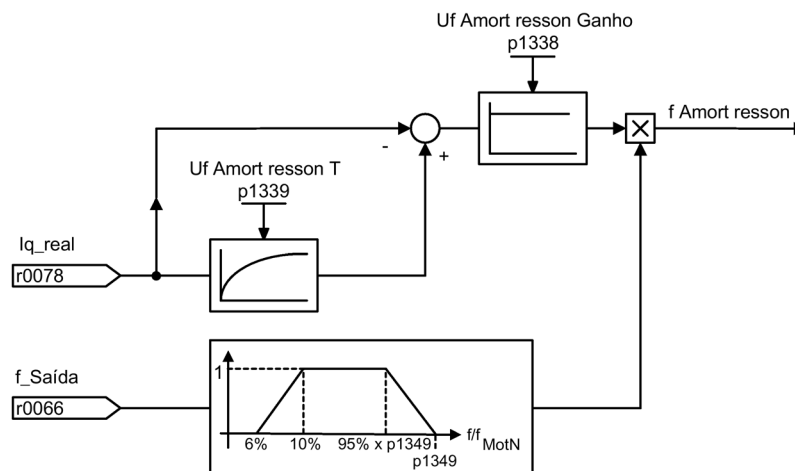 Uf Amort resson Ganho
p1338
f Amort resson
-
+
Uf Amort resson T
p1339
Iq_real
r0078
f_Saída
r0066
1
6% 10% 95% x p1349
p1349
f/f MotN